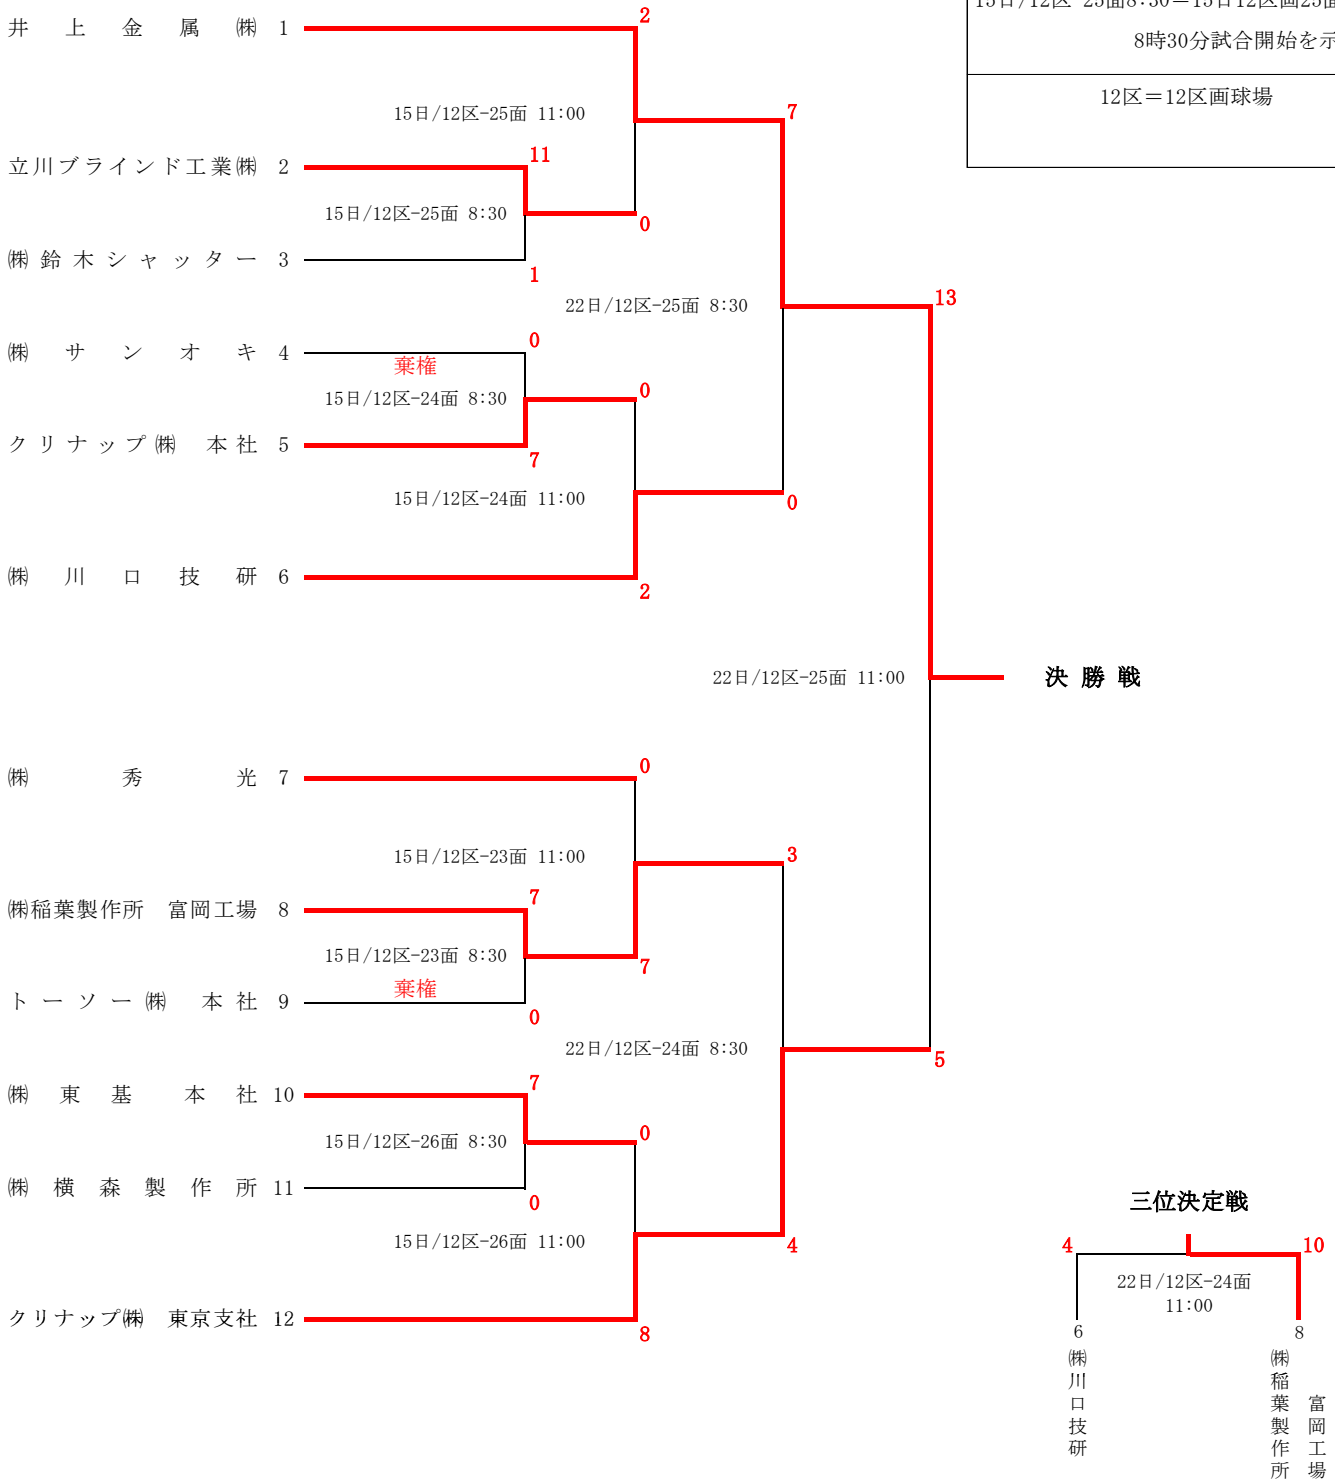 15日/12区 25面8:30＝15日12区画25面
8時30分試合開始を示
12区＝12区画球場
井上金属㈱ 1
2
15日/12区-25面 11:00
7
立川ブラインド工業㈱ 2
11
15日/12区-25面 8:30
0
㈱鈴木シャッター 3
1
22日/12区-25面 8:30
13
㈱サンオキ 4
0
棄権
15日/12区-24面 8:30
0
クリナップ㈱ 本社 5
7
15日/12区-24面 11:00
0
㈱川口技研 6
2
22日/12区-25面 11:00
決勝戦
㈱秀光 7
0
15日/12区-23面 11:00
3
㈱稲葉製作所 富岡工場 8
7
15日/12区-23面 8:30
7
棄権
トーソー㈱ 本社 9
0
22日/12区-24面 8:30
5
㈱東基 本社 10
7
15日/12区-26面 8:30
0
㈱横森製作所 11
0
15日/12区-26面 11:00
4
クリナップ㈱ 東京支社 12
8
三位決定戦
4
10
22日/12区-24面
11:00
6
8
㈱川口技研
㈱稲葉製作所
富岡工場